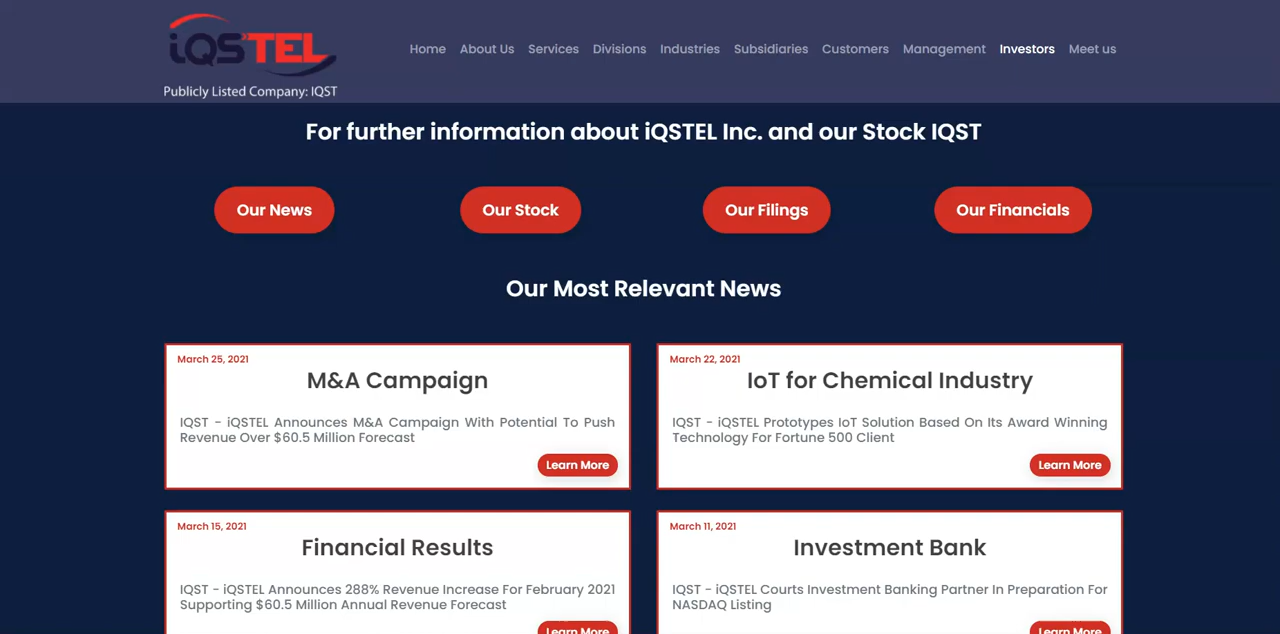 iQSTEL
Publicly Listed Company: IQST
Home About Us Services Divisions Industries Subsidiaries Customers Management Investors Meet us
For further information about iQSTEL Inc. and our Stock IQST
Our News Our Stock Our Filings Our Financials
Our Most Relevant News
March 25, 2021
M&A Campaign
IQST - iQSTEL Announces M&A Campaign With Potential To Push
Revenue Over $60.5 Million Forecast
Learn More
March 22, 2021
IoT for Chemical Industry
IQST - iQSTEL Prototypes IoT Solution Based On Its Award Winning
Technology For Fortune 500 Client
Learn More
March 15, 2021
Financial Results
IQST - iQSTEL Announces 288% Revenue Increase For February 2021
Supporting $60.5 Million Annual Revenue Forecast
Learn More
March 11, 2021
Investment Bank
IQST - iQSTEL Courts Investment Banking Partner In Preparation For
NASDAQ Listing
Learn More